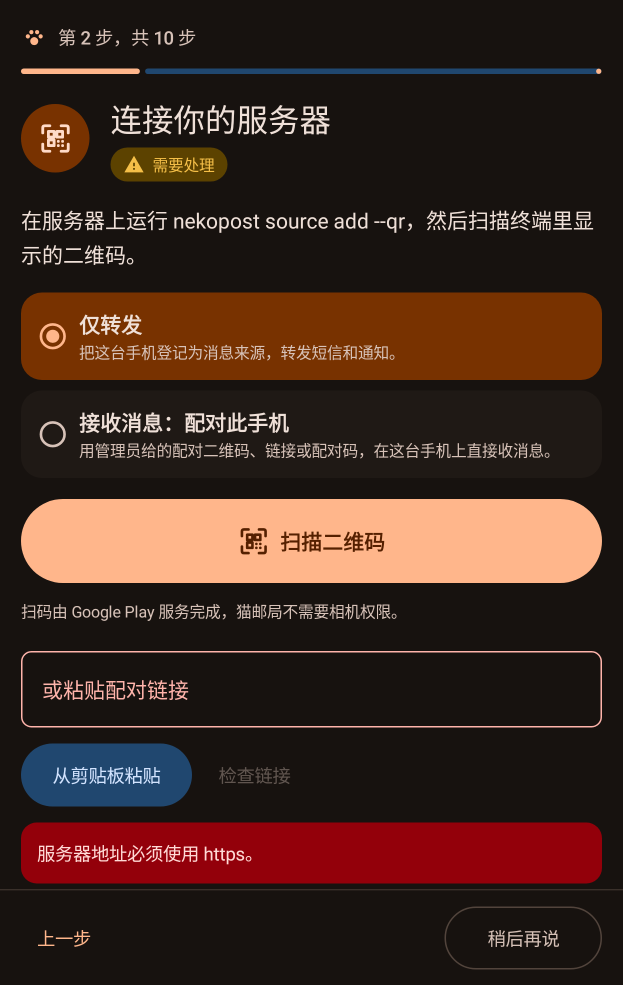 第 2 步，共 10 步
连接你的服务器
需要处理
在服务器上运行 nekopost source add --qr，然后扫描终端里显
示的二维码。
仅转发
把这台手机登记为消息来源，转发短信和通知。
接收消息：配对此手机
用管理员给的配对二维码、链接或配对码，在这台手机上直接收消息。
扫描二维码
扫码由 Google Play 服务完成，猫邮局不需要相机权限。
或粘贴配对链接
从剪贴板粘贴
检查链接
服务器地址必须使用 https。
上一步
稍后再说